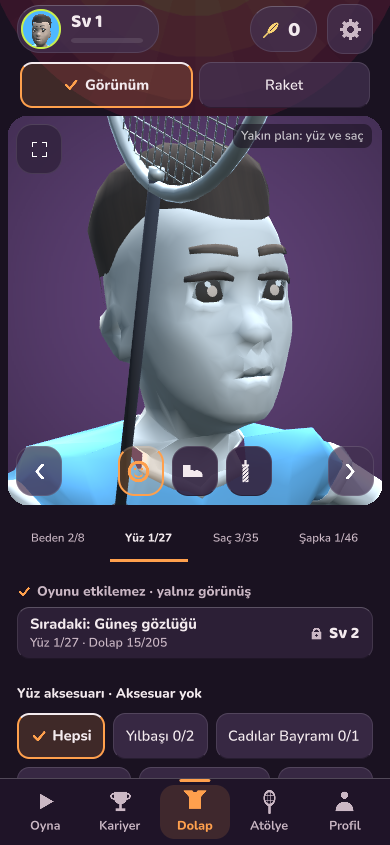 Sv 1
0
Görünüm
Raket
Yakın plan: yüz ve saç
Beden 2/8
Yüz 1/27
Saç 3/35
Şapka 1/46
Oyunu etkilemez · yalnız görünüş
Sıradaki: Güneş gözlüğü
Yüz 1/27 · Dolap 15/205
Sv 2
Yüz aksesuarı · Aksesuar yok
Hepsi
Yılbaşı 0/2
Cadılar Bayramı 0/1
Oyna
Kariyer
Dolap
Atölye
Profil